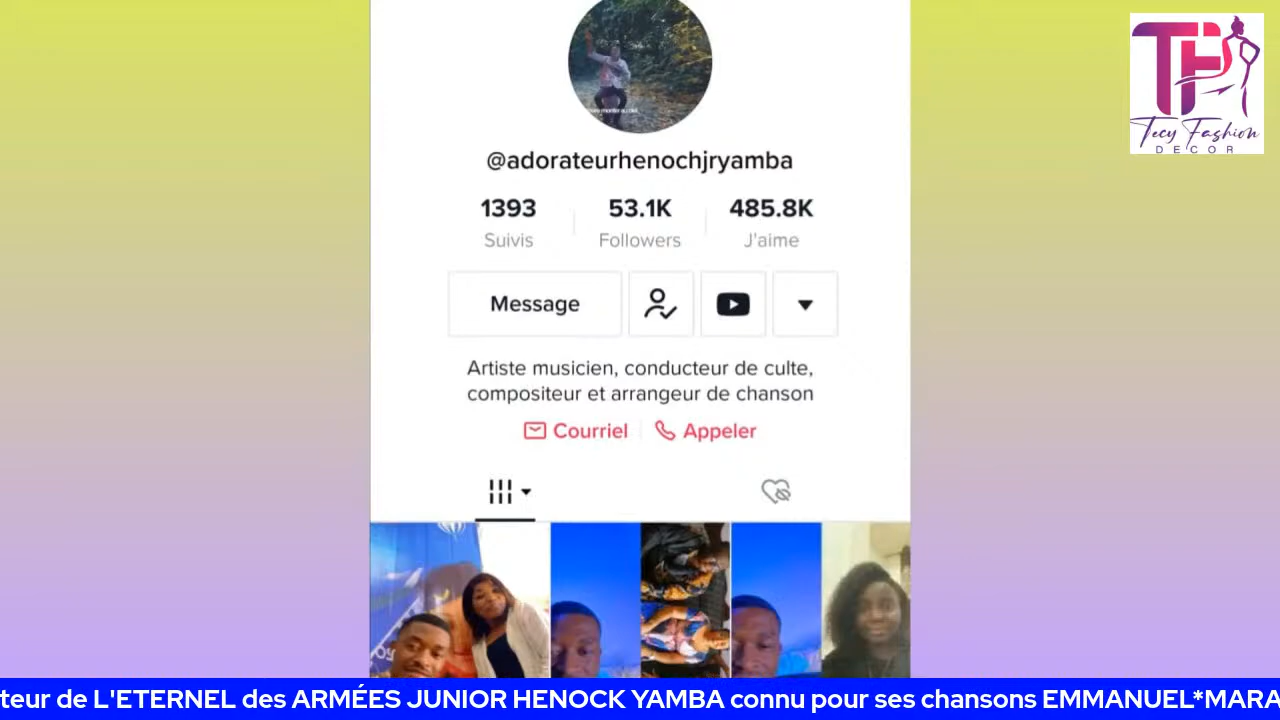 TFD
Tecy Fashion
DECOR
@adorateurhenochjryamba
1393
53.1K
485.8K
Suivis
Followers
J'aime
Message
Artiste musicien, conducteur de culte,
compositeur et arrangeur de chanson
Courriel
Appeler
teur de L'ETERNEL des ARMÉES JUNIOR HENOCK YAMBA connu pour ses chansons EMMANUEL*MARA